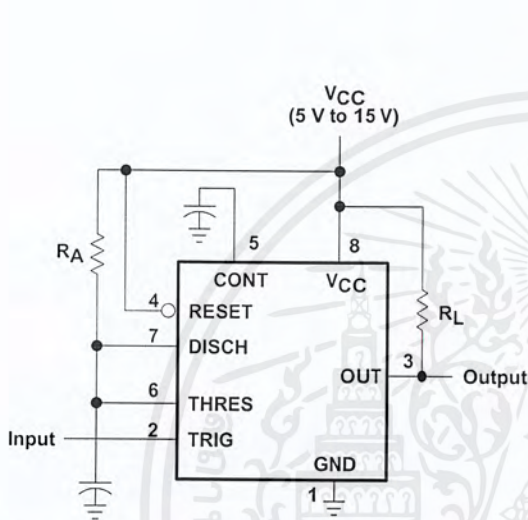 VCC
(5 V to 15 V)
5
8
RA
CONT
VCC
4
RESET
RL
7
DISCH
3
OUT
Output
6
THRES
Input
2
TRIG
GND
1